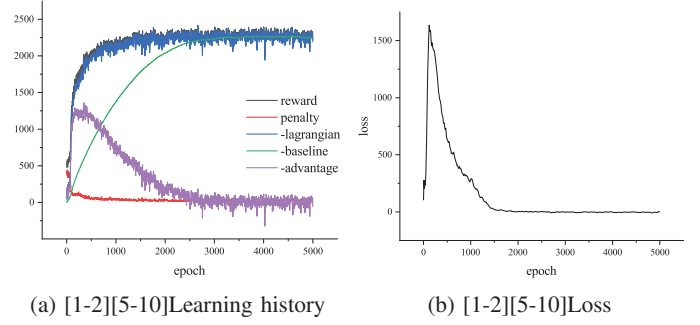 2500
2000
1500
1000
500
0
0
1000
2000
3000
4000
5000
epoch
reward
penalty
-lagrangian
-baseline
-advantage
(a) [1-2][5-10]Learning history
loss
1500
1000
500
0
0
1000
2000
3000
4000
5000
epoch
(b) [1-2][5-10]Loss